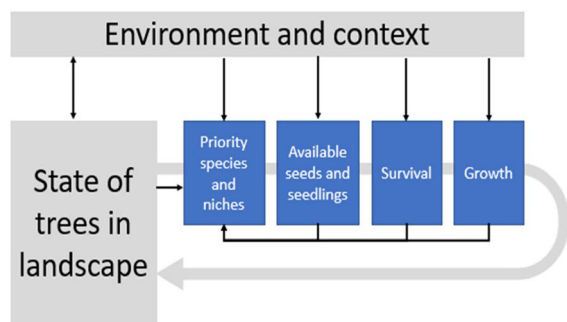 Environment and context
State of
trees in
landscape
Priority
species
and
niches
Available
seeds and
seedlings
Survival
Growth